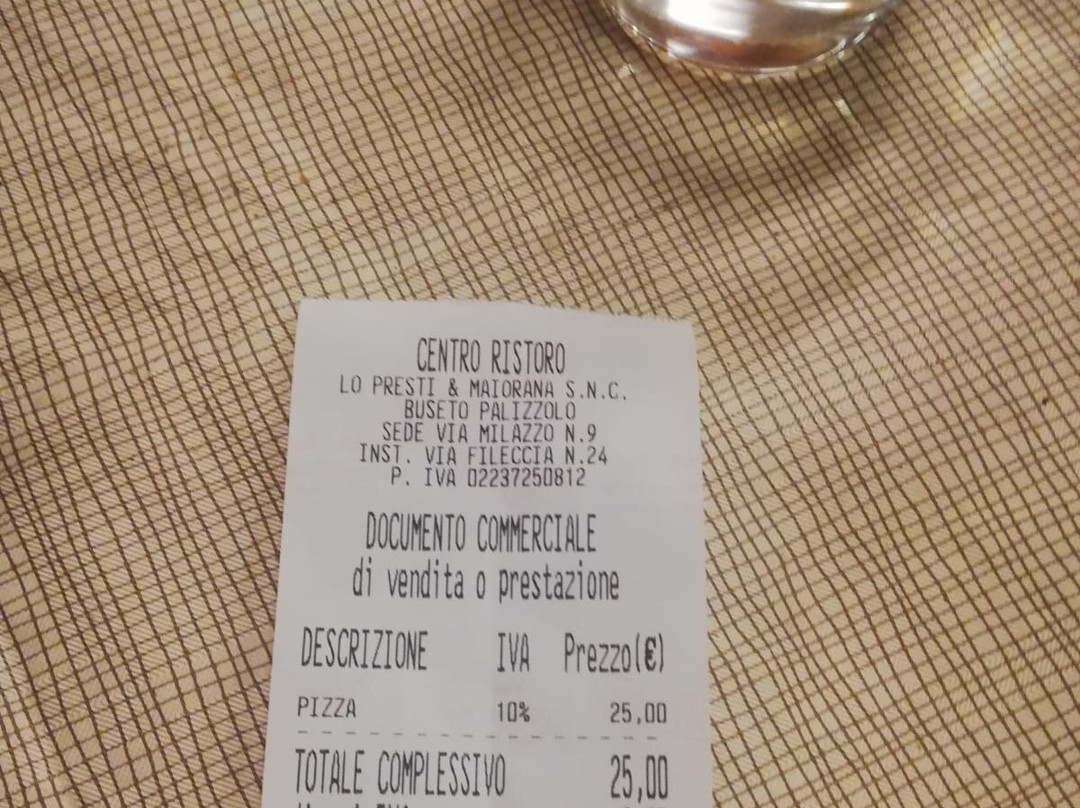 CENTRO RISTORO
LO PRESTI & MAIORANA S.N.C.
BUSETO PALIZZOLO
SEDE VIA MILAZZO N.9
INST. VIA FILECCIA N.24
P. IVA 02237250812
DOCUMENTO COMMERCIALE
di vendita o prestazione
DESCRIZIONE IVA Prezzo(€)
PIZZA 10% 25,00
TOTALE COMPLESSIVO 25,00